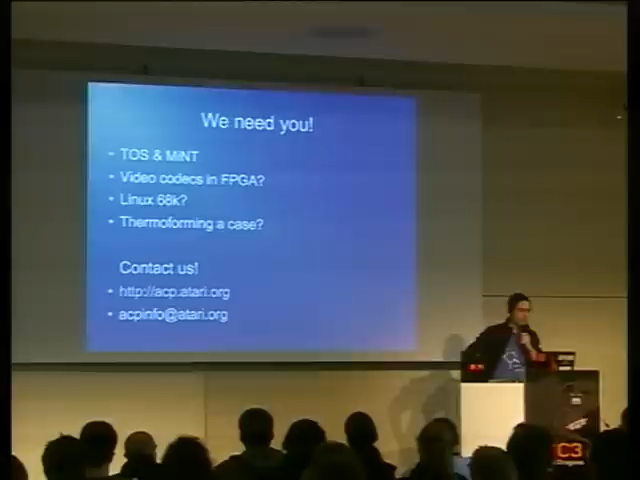 We need you!
- TOS & MiNT
- Video codecs in FPGA?
- Linux 68k?
- Thermoforming a case?
Contact us!
- http://acp.atari.org
- acpinfo@atari.org
C3